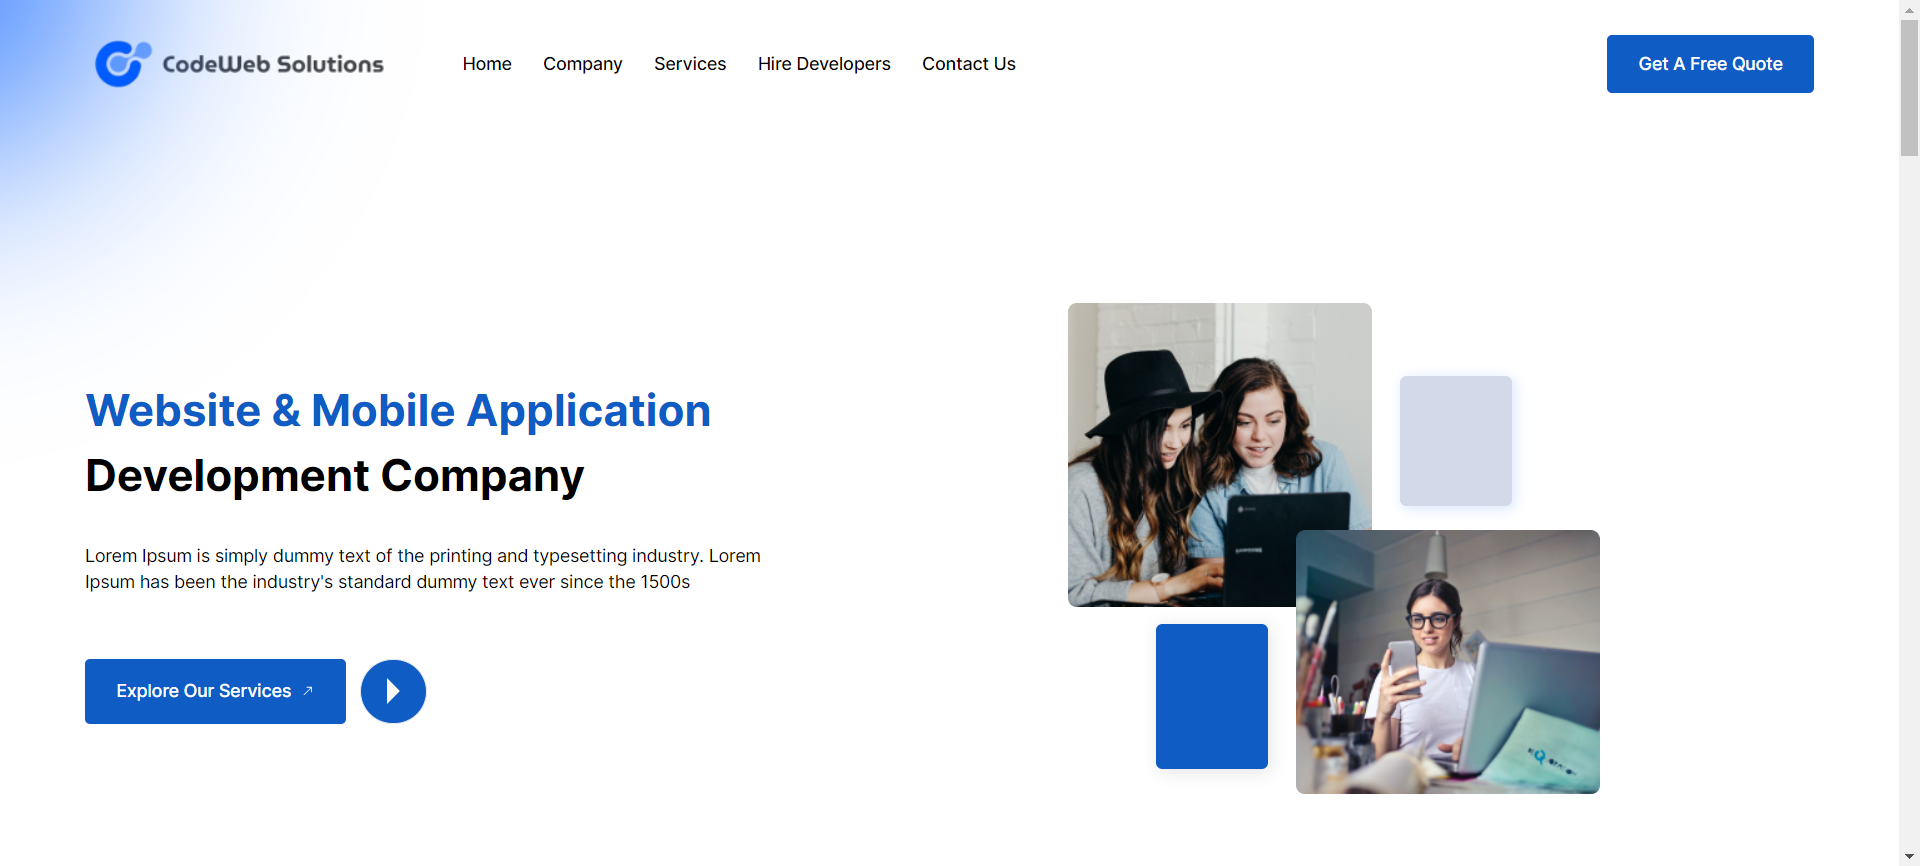 CodeWeb Solutions
Home
Company
Services
Hire Developers
Contact Us
Get A Free Quote
Website & Mobile Application
Development Company
Lorem Ipsum is simply dummy text of the printing and typesetting industry. Lorem
Ipsum has been the industry's standard dummy text ever since the 1500s
Explore Our Services
SAMSUNG